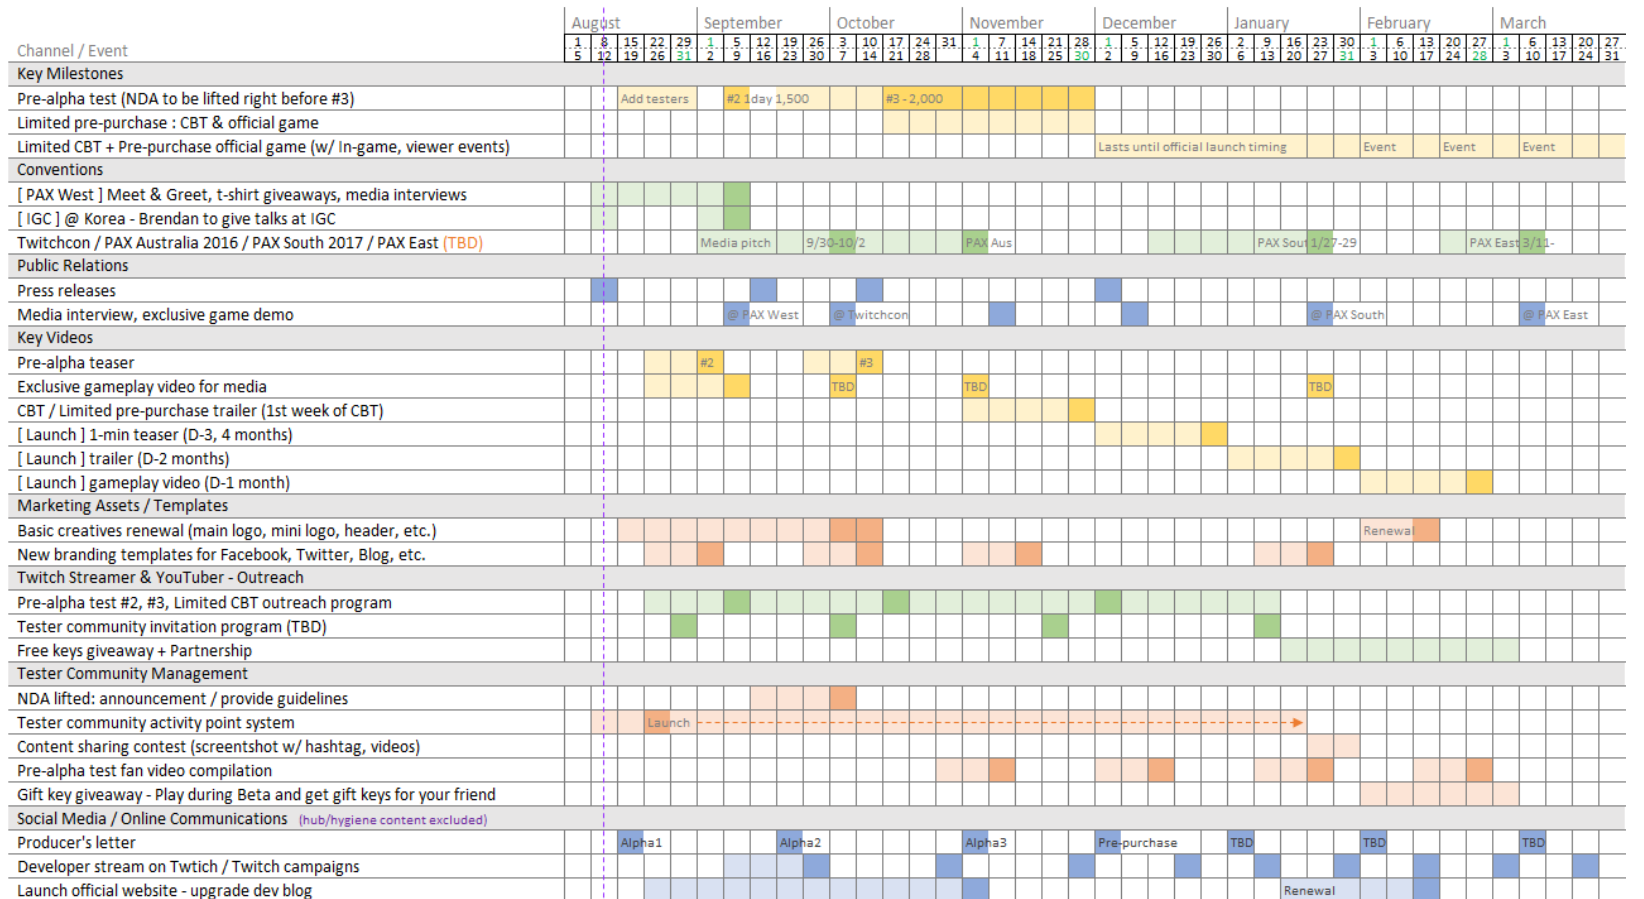 August September October November December January February March
1 8 15 22 29 1 5 12 19 26 3 10 17 24 31 1 7 14 21 28 1 5 12 19 26 2 9 16 23 30 1 6 13 20 27 1 6 13 20 27
Channel / Event 5 12 19 26 31 2 9 16 23 30 7 14 21 28 4 11 18 25 30 2 9 16 23 30 6 13 20 27 31 3 10 17 24 28 3 10 17 24 31
Key Milestones
Pre-alpha test (NDA to be lifted right before #3) Add testers #2 1day 1,500 #3 - 2,000
Limited pre-purchase : CBT & official game
Limited CBT + Pre-purchase official game (w/ In-game, viewer events) Lasts until official launch timing Event Event Event
Conventions
[ PAX West ] Meet & Greet, t-shirt giveaways, media interviews
[ IGC ] @ Korea - Brendan to give talks at IGC
Twitchcon / PAX Australia 2016 / PAX South 2017 / PAX East (TBD) Media pitch 9/30-10/2 PAX Aus PAX Sout 1/27-29 PAX East 3/11-
Public Relations
Press releases
Media interview, exclusive game demo @ PAX West @ Twitchcon @ PAX South @ PAX East
Key Videos
Pre-alpha teaser #2 #3
Exclusive gameplay video for media TBD TBD TBD
CBT / Limited pre-purchase trailer (1st week of CBT)
[ Launch ] 1-min teaser (D-3, 4 months)
[ Launch ] trailer (D-2 months)
[ Launch ] gameplay video (D-1 month)
Marketing Assets / Templates
Basic creatives renewal (main logo, mini logo, header, etc.) Renewal
New branding templates for Facebook, Twitter, Blog, etc.
Twitch Streamer & YouTuber - Outreach
Pre-alpha test #2, #3, Limited CBT outreach program
Tester community invitation program (TBD)
Free keys giveaway + Partnership
Tester Community Management
NDA lifted: announcement / provide guidelines
Tester community activity point system Launch
Content sharing contest (screentshot w/ hashtag, videos)
Pre-alpha test fan video compilation
Gift key giveaway - Play during Beta and get gift keys for your friend
Social Media / Online Communications (hub/hygiene content excluded)
Producer's letter Alpha1 Alpha2 Alpha3 Pre-purchase TBD TBD TBD
Developer stream on Twtich / Twitch campaigns
Launch official website - upgrade dev blog Renewal